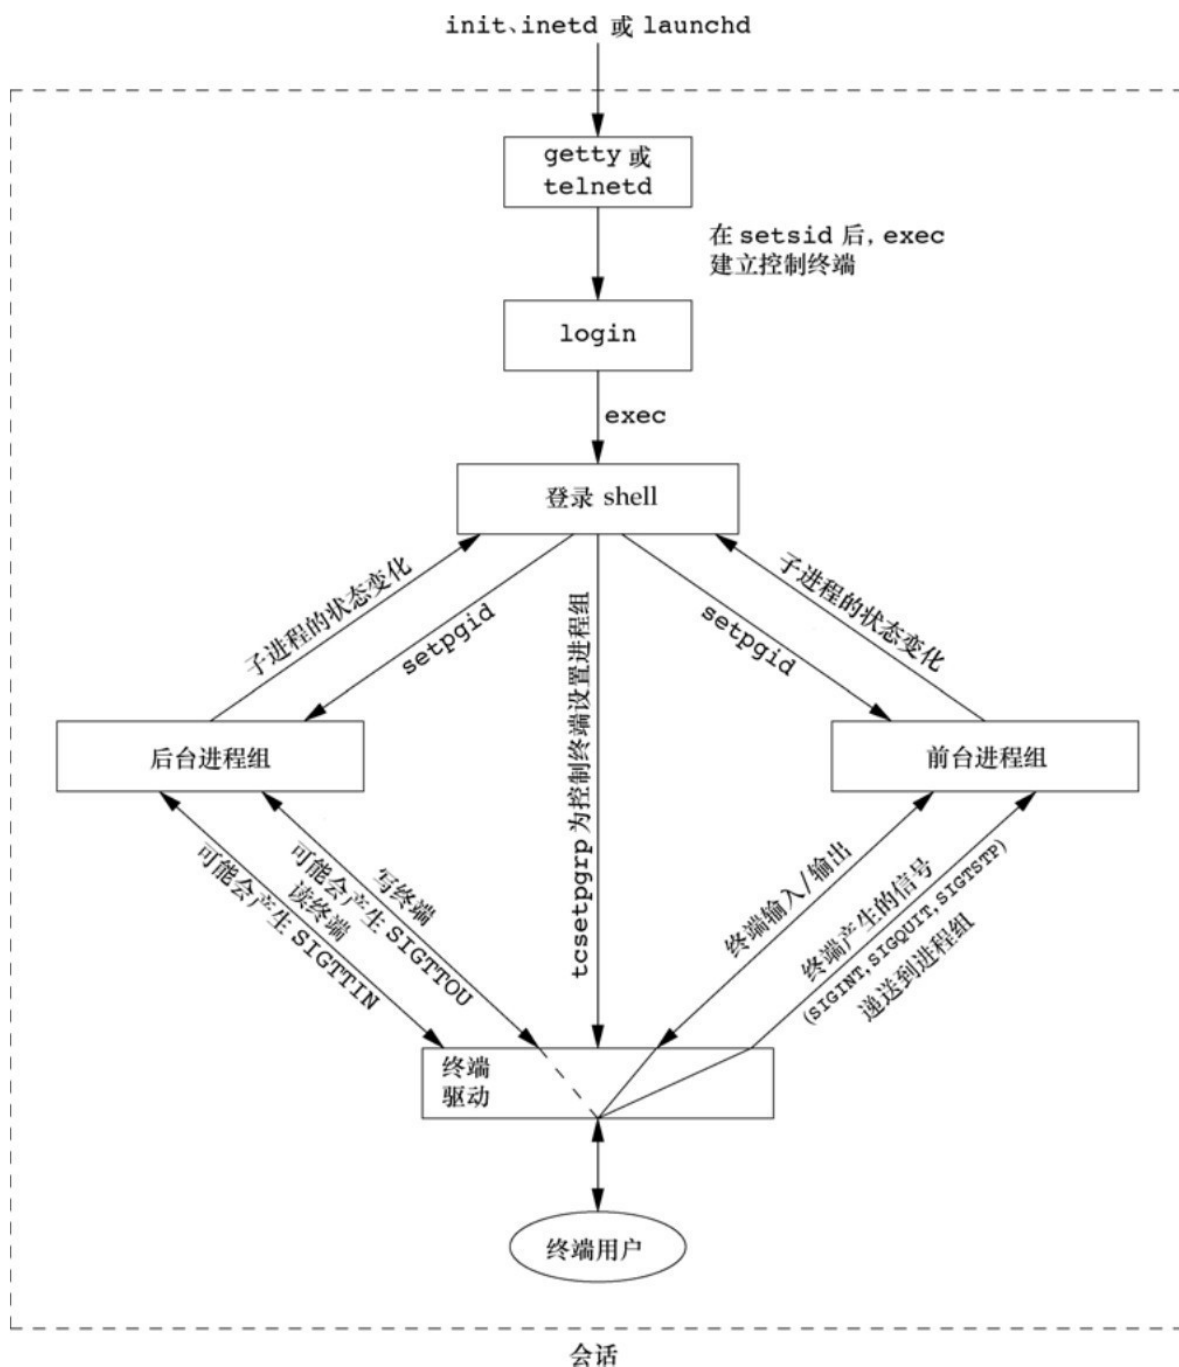 init、inetd 或 launchd
getty 或
telnetd
在 setsid 后, exec
建立控制终端
login
exec
登录 shell
子进程的状态变化
setpgid
tcsetpgrp 为控制终端设置进程组
setpgid
子进程的状态变化
后台进程组
前台进程组
读终端
可能会产生 SIGTTIN
写终端
可能会产生 SIGTTOU
终端输入/输出
终端产生的信号
(SIGINT, SIGQUIT, SIGTSTP)
递送到进程组
终端
驱动
终端用户
会话